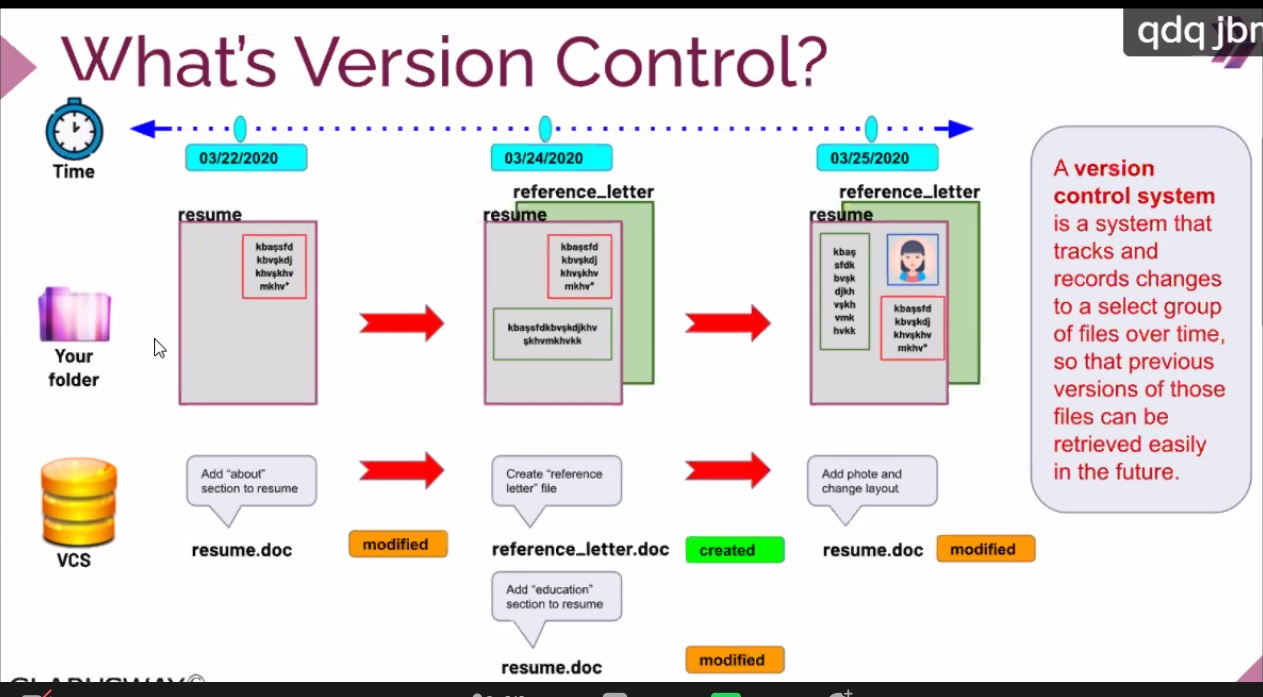 qdq jbn
What's Version Control?
Time
03/22/2020
03/24/2020
03/25/2020
resume
reference_letter
resume
reference_letter
resume
kbaşsfd
kbvşkdj
khvşkhv
mkhv*
kbaşsfd
kbvşkdj
khvşkhv
mkhv*
kbaşsfdkbvşkdjkhv
şkhvmkhvkk
kbaş
sfdk
bvşk
djkh
vşkh
vmk
hvkk
kbaşsfd
kbvşkdj
khvşkhv
mkhv*
Your
folder
A version
control system
is a system that
tracks and
records changes
to a select group
of files over time,
so that previous
versions of those
files can be
retrieved easily
in the future.
VCS
Add "about"
section to resume
resume.doc
modified
Create "reference
letter" file
reference_letter.doc
created
Add "education"
section to resume
resume.doc
modified
Add phote and
change layout
resume.doc
modified